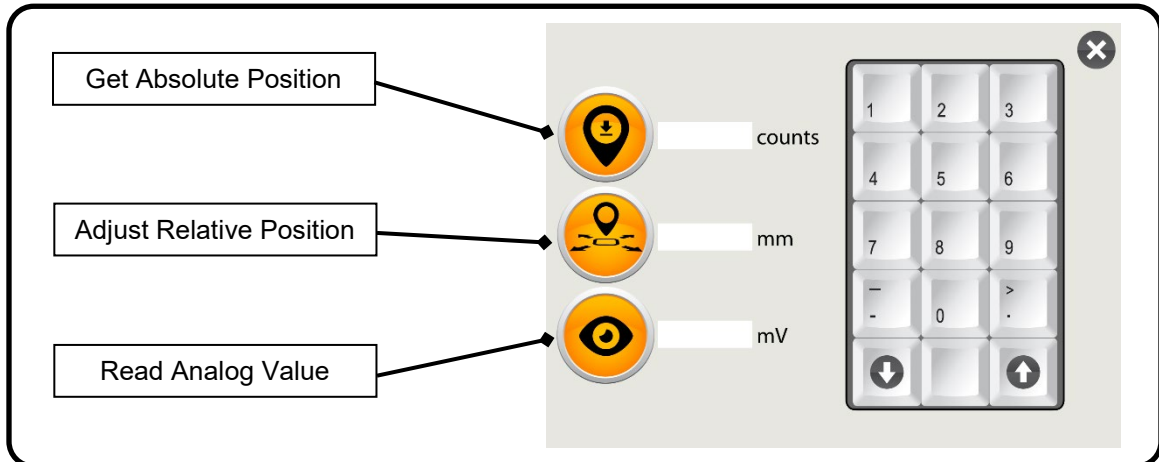 Get Absolute Position
Adjust Relative Position
Read Analog Value
counts
mm
mV
1 2 3
4 5 6
7 8 9
— >
- 0 .